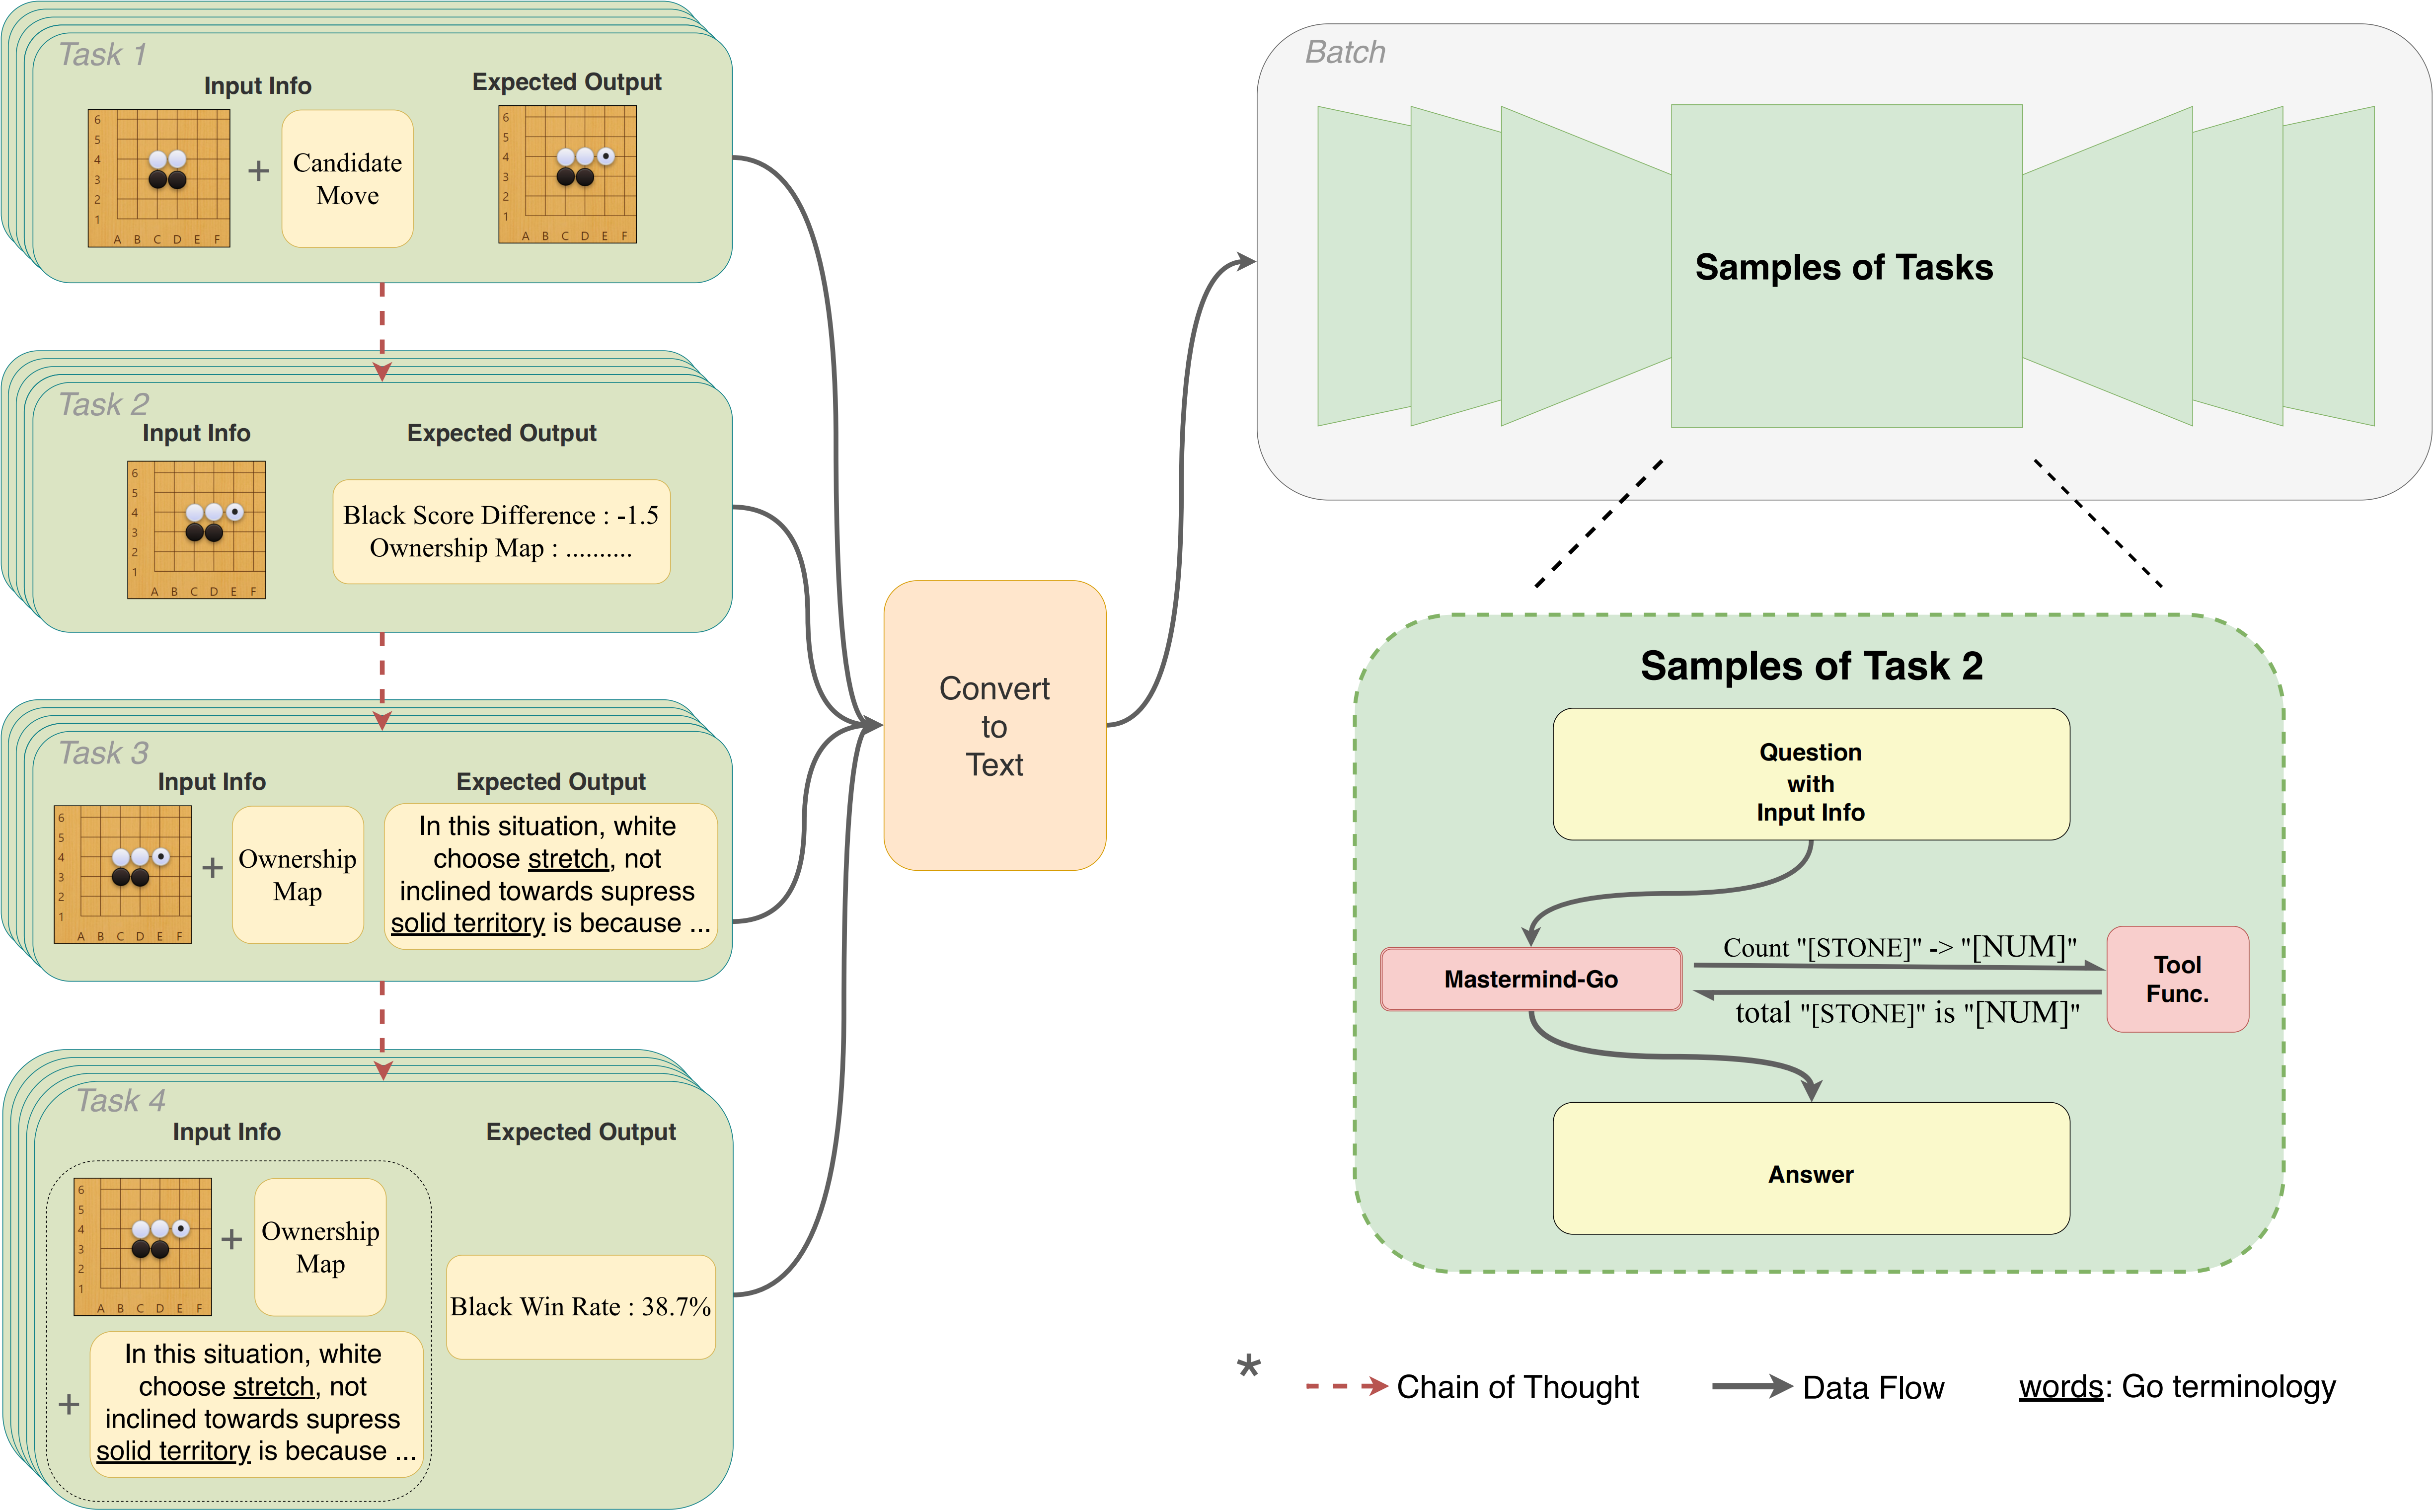 Task 1
Input Info
Expected Output
6
5
4
3
2
1
A B C D E F
+
Candidate
Move
6
5
4
3
2
1
A B C D E F
Task 2
Input Info
Expected Output
6
5
4
3
2
1
A B C D E F
Black Score Difference : -1.5
Ownership Map : ..........
Task 3
Input Info
Expected Output
6
5
4
3
2
1
A B C D E F
+
Ownership
Map
In this situation, white
choose stretch, not
inclined towards supress
solid territory is because ...
Task 4
Input Info
Expected Output
6
5
4
3
2
1
A B C D E F
+
Ownership
Map
+
In this situation, white
choose stretch, not
inclined towards supress
solid territory is because ...
Black Win Rate : 38.7%
Convert
to
Text
Batch
Samples of Tasks
Samples of Task 2
Question
with
Input Info
Mastermind-Go
Count "[STONE]" -> "[NUM]"
total "[STONE]" is "[NUM]"
Tool
Func.
Answer
* Chain of Thought Data Flow words: Go terminology